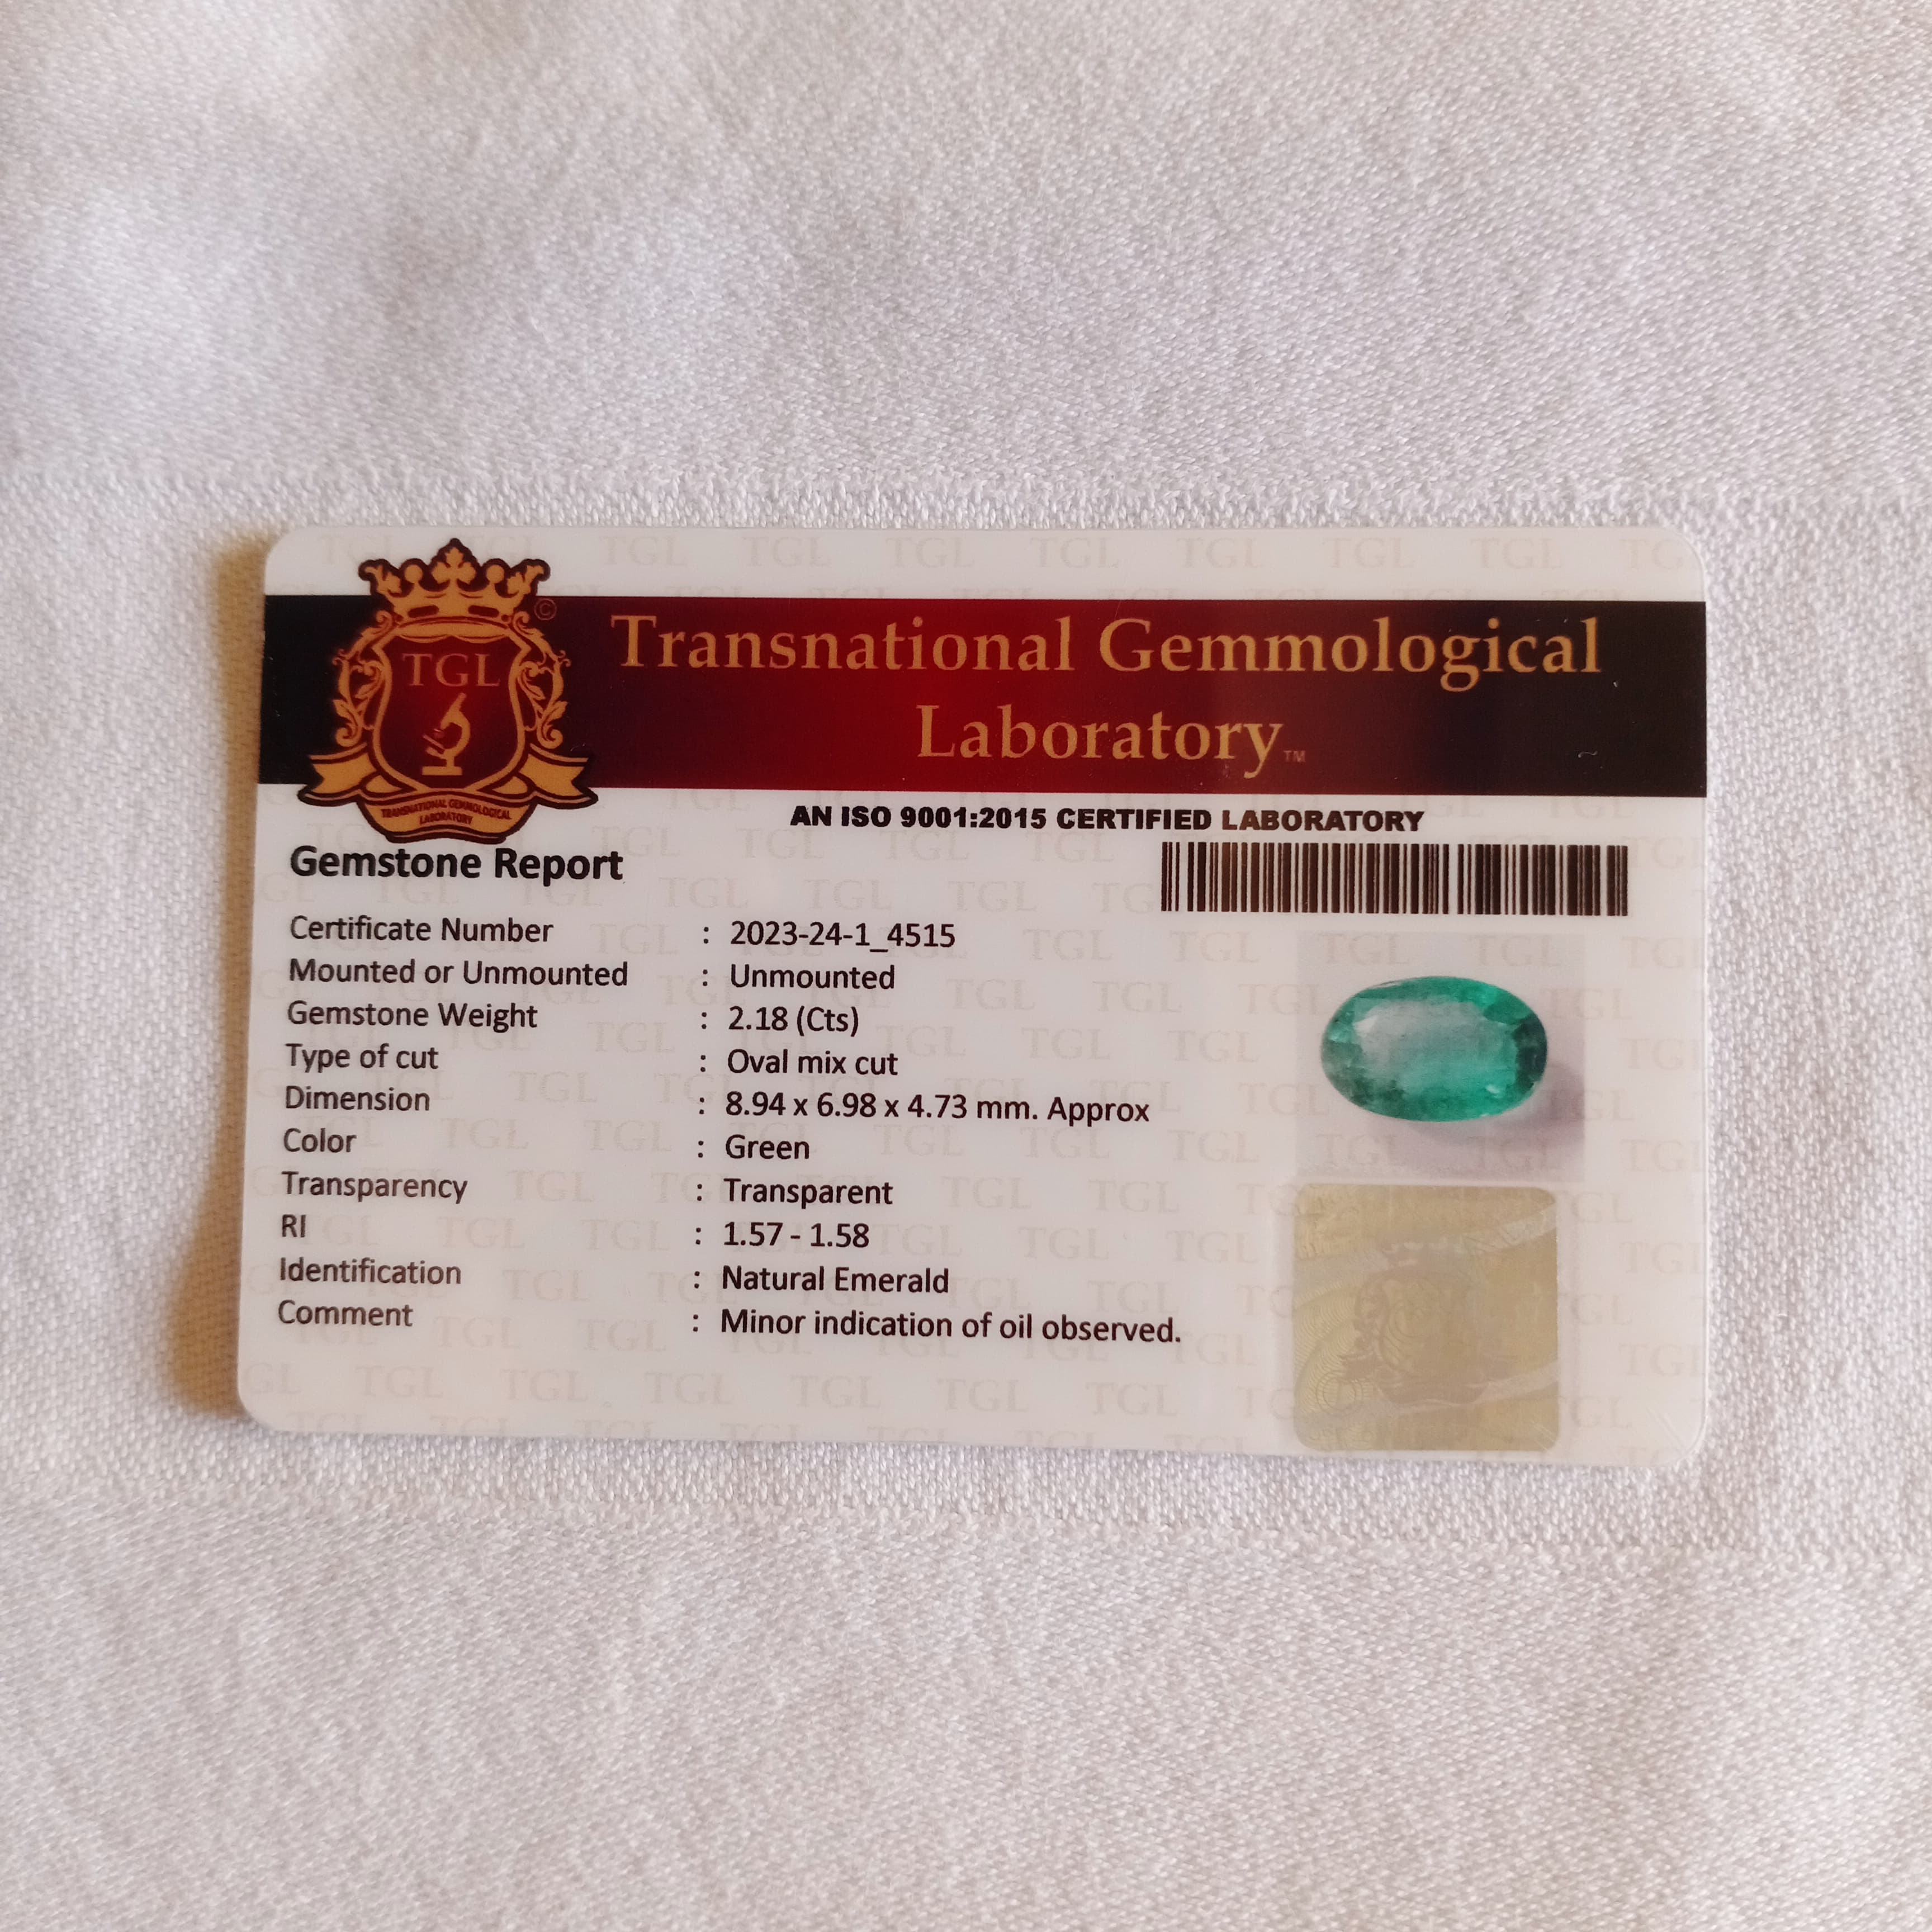 TGL
TRANSNATIONAL GEMMOLOGICAL
LABORATORY
©
Transnational Gemmological
Laboratory™
AN ISO 9001:2015 CERTIFIED LABORATORY
Gemstone Report
Certificate Number : 2023-24-1_4515
Mounted or Unmounted : Unmounted
Gemstone Weight : 2.18 (Cts)
Type of cut : Oval mix cut
Dimension : 8.94 x 6.98 x 4.73 mm. Approx
Color : Green
Transparency : Transparent
RI : 1.57 - 1.58
Identification : Natural Emerald
Comment : Minor indication of oil observed.